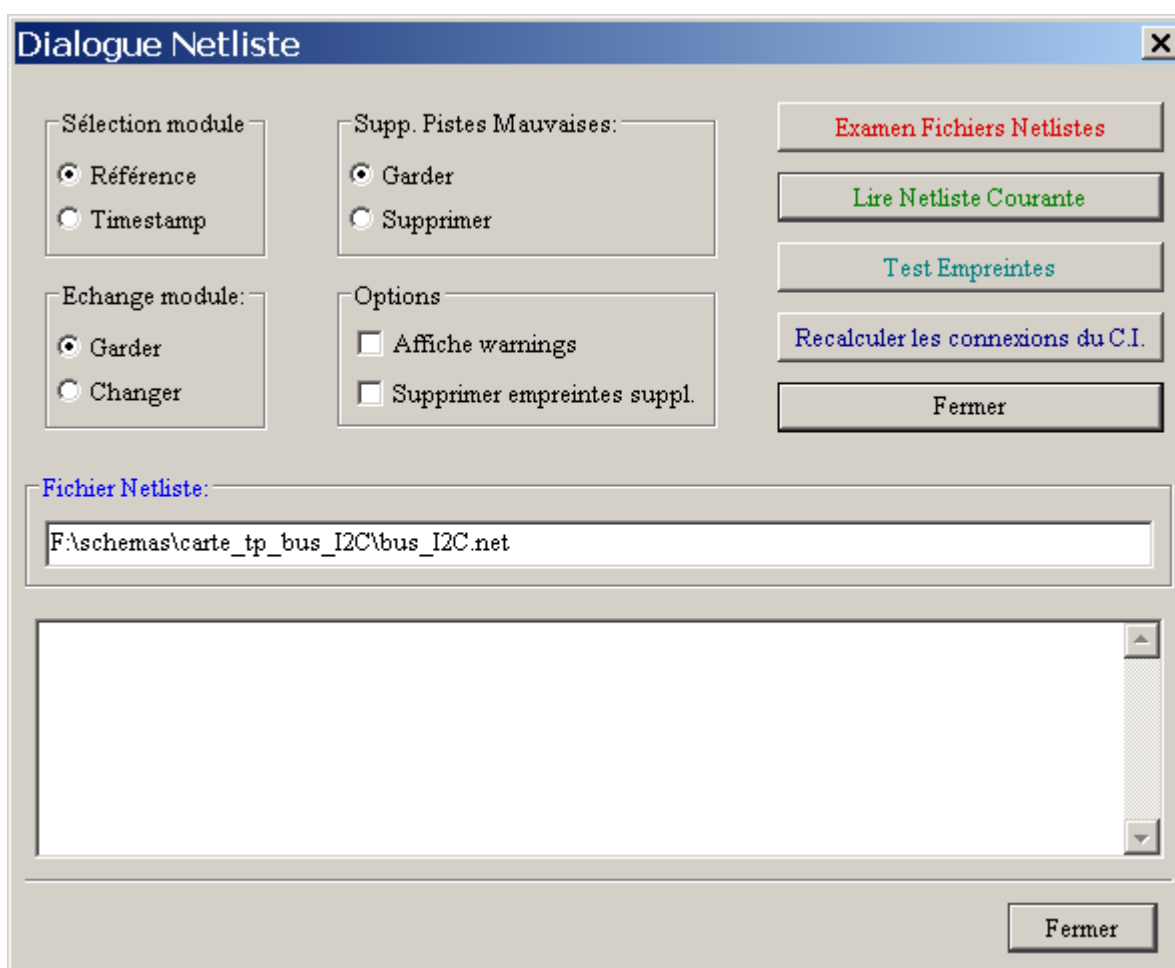 Dialogue Netliste
Sélection module
Référence
Timestamp
Supp. Pistes Mauvaises:
Garder
Supprimer
Examen Fichiers Netlistes
Lire Netliste Courante
Test Empreintes
Recalculer les connexions du C.I.
Fermer
Echange module:
Garder
Changer
Options
Affiche warnings
Supprimer empreintes suppl.
Fichier Netliste:
F:\schemas\carte_tp_bus_I2C\bus_I2C.net
Fermer